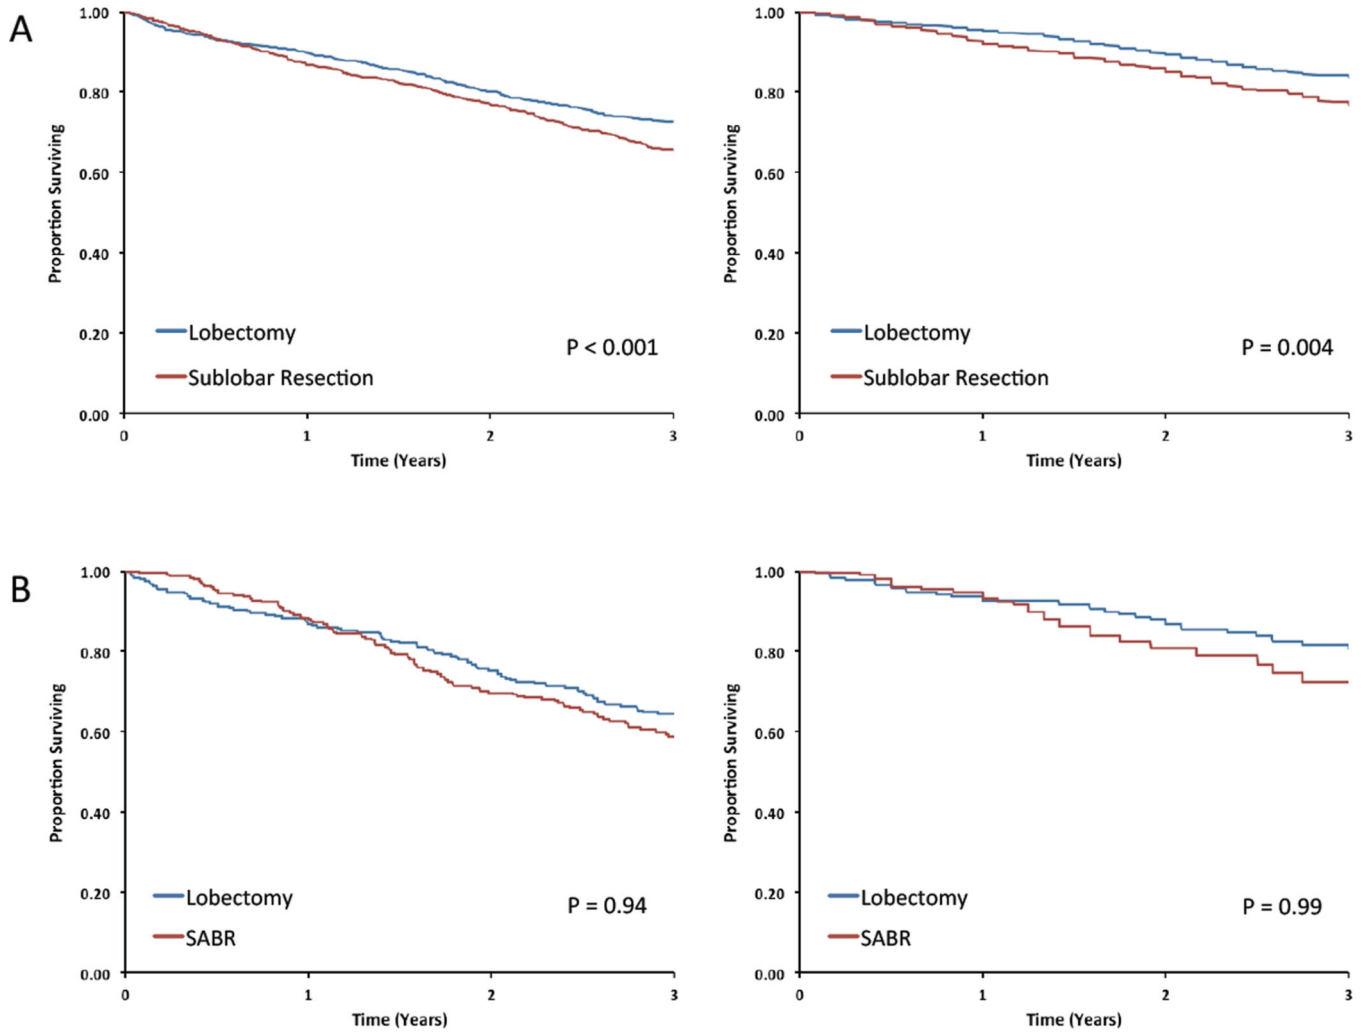 A
Proportion Surviving
1.00
0.80
0.60
0.40
0.20
0.00
Lobectomy
Sublobar Resection
P < 0.001
0 1 2 3
Time (Years)
Proportion Surviving
1.00
0.80
0.60
0.40
0.20
0.00
Lobectomy
Sublobar Resection
P = 0.004
0 1 2 3
Time (Years)
B
Proportion Surviving
1.00
0.80
0.60
0.40
0.20
0.00
Lobectomy
SABR
P = 0.94
0 1 2 3
Time (Years)
Proportion Surviving
1.00
0.80
0.60
0.40
0.20
0.00
Lobectomy
SABR
P = 0.99
0 1 2 3
Time (Years)